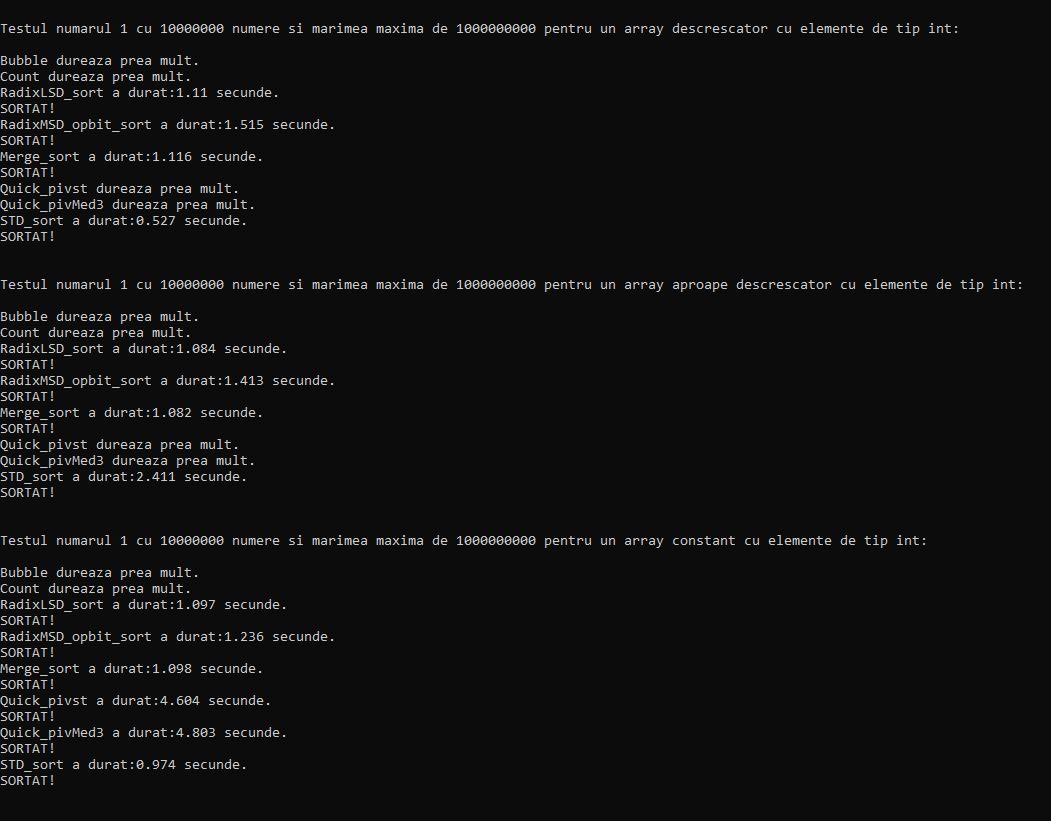 Testul numarul 1 cu 10000000 numere si marimea maxima de 1000000000 pentru un array descrescator cu elemente de tip int:
Bubble dureaza prea mult.
Count dureaza prea mult.
RadixLSD_sort a durat:1.11 secunde.
SORTAT!
RadixMSD_opbit_sort a durat:1.515 secunde.
SORTAT!
Merge_sort a durat:1.116 secunde.
SORTAT!
Quick_pivst dureaza prea mult.
Quick_pivMed3 dureaza prea mult.
STD_sort a durat:0.527 secunde.
SORTAT!
Testul numarul 1 cu 10000000 numere si marimea maxima de 1000000000 pentru un array aproape descrescator cu elemente de tip int:
Bubble dureaza prea mult.
Count dureaza prea mult.
RadixLSD_sort a durat:1.084 secunde.
SORTAT!
RadixMSD_opbit_sort a durat:1.413 secunde.
SORTAT!
Merge_sort a durat:1.082 secunde.
SORTAT!
Quick_pivst dureaza prea mult.
Quick_pivMed3 dureaza prea mult.
STD_sort a durat:2.411 secunde.
SORTAT!
Testul numarul 1 cu 10000000 numere si marimea maxima de 1000000000 pentru un array constant cu elemente de tip int:
Bubble dureaza prea mult.
Count dureaza prea mult.
RadixLSD_sort a durat:1.097 secunde.
SORTAT!
RadixMSD_opbit_sort a durat:1.236 secunde.
SORTAT!
Merge_sort a durat:1.098 secunde.
SORTAT!
Quick_pivst a durat:4.604 secunde.
SORTAT!
Quick_pivMed3 a durat:4.803 secunde.
SORTAT!
STD_sort a durat:0.974 secunde.
SORTAT!